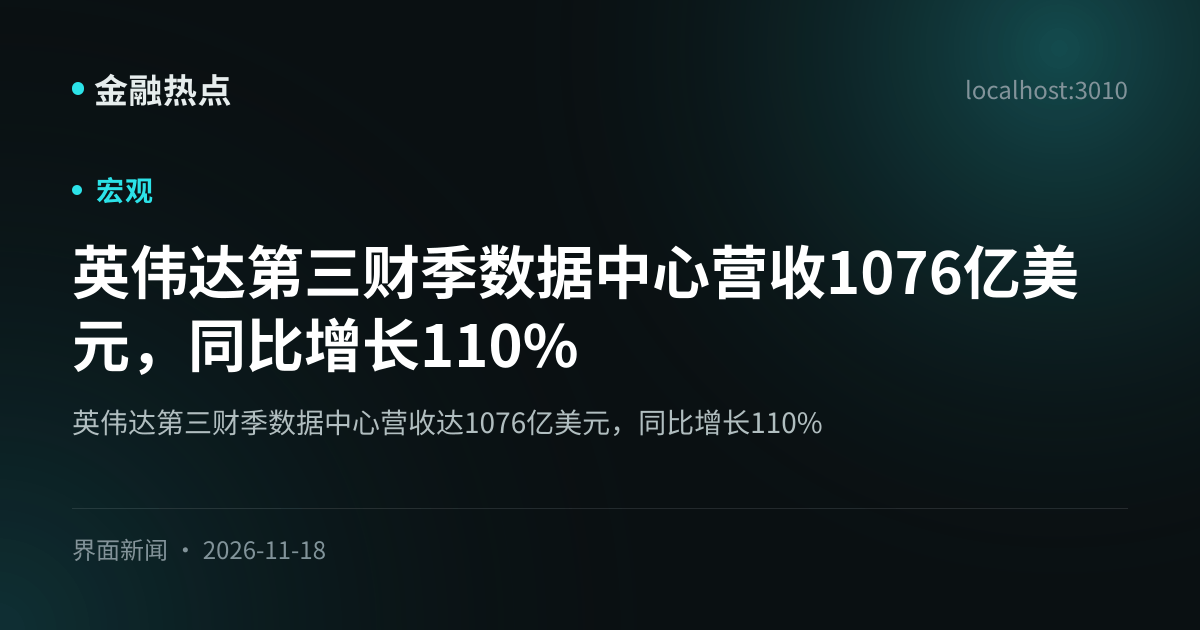 金融热点
localhost:3010
宏观
英伟达第三财季数据中心营收1076亿美
元，同比增长110%
英伟达第三财季数据中心营收达1076亿美元，同比增长110%
界面新闻 • 2026-11-18